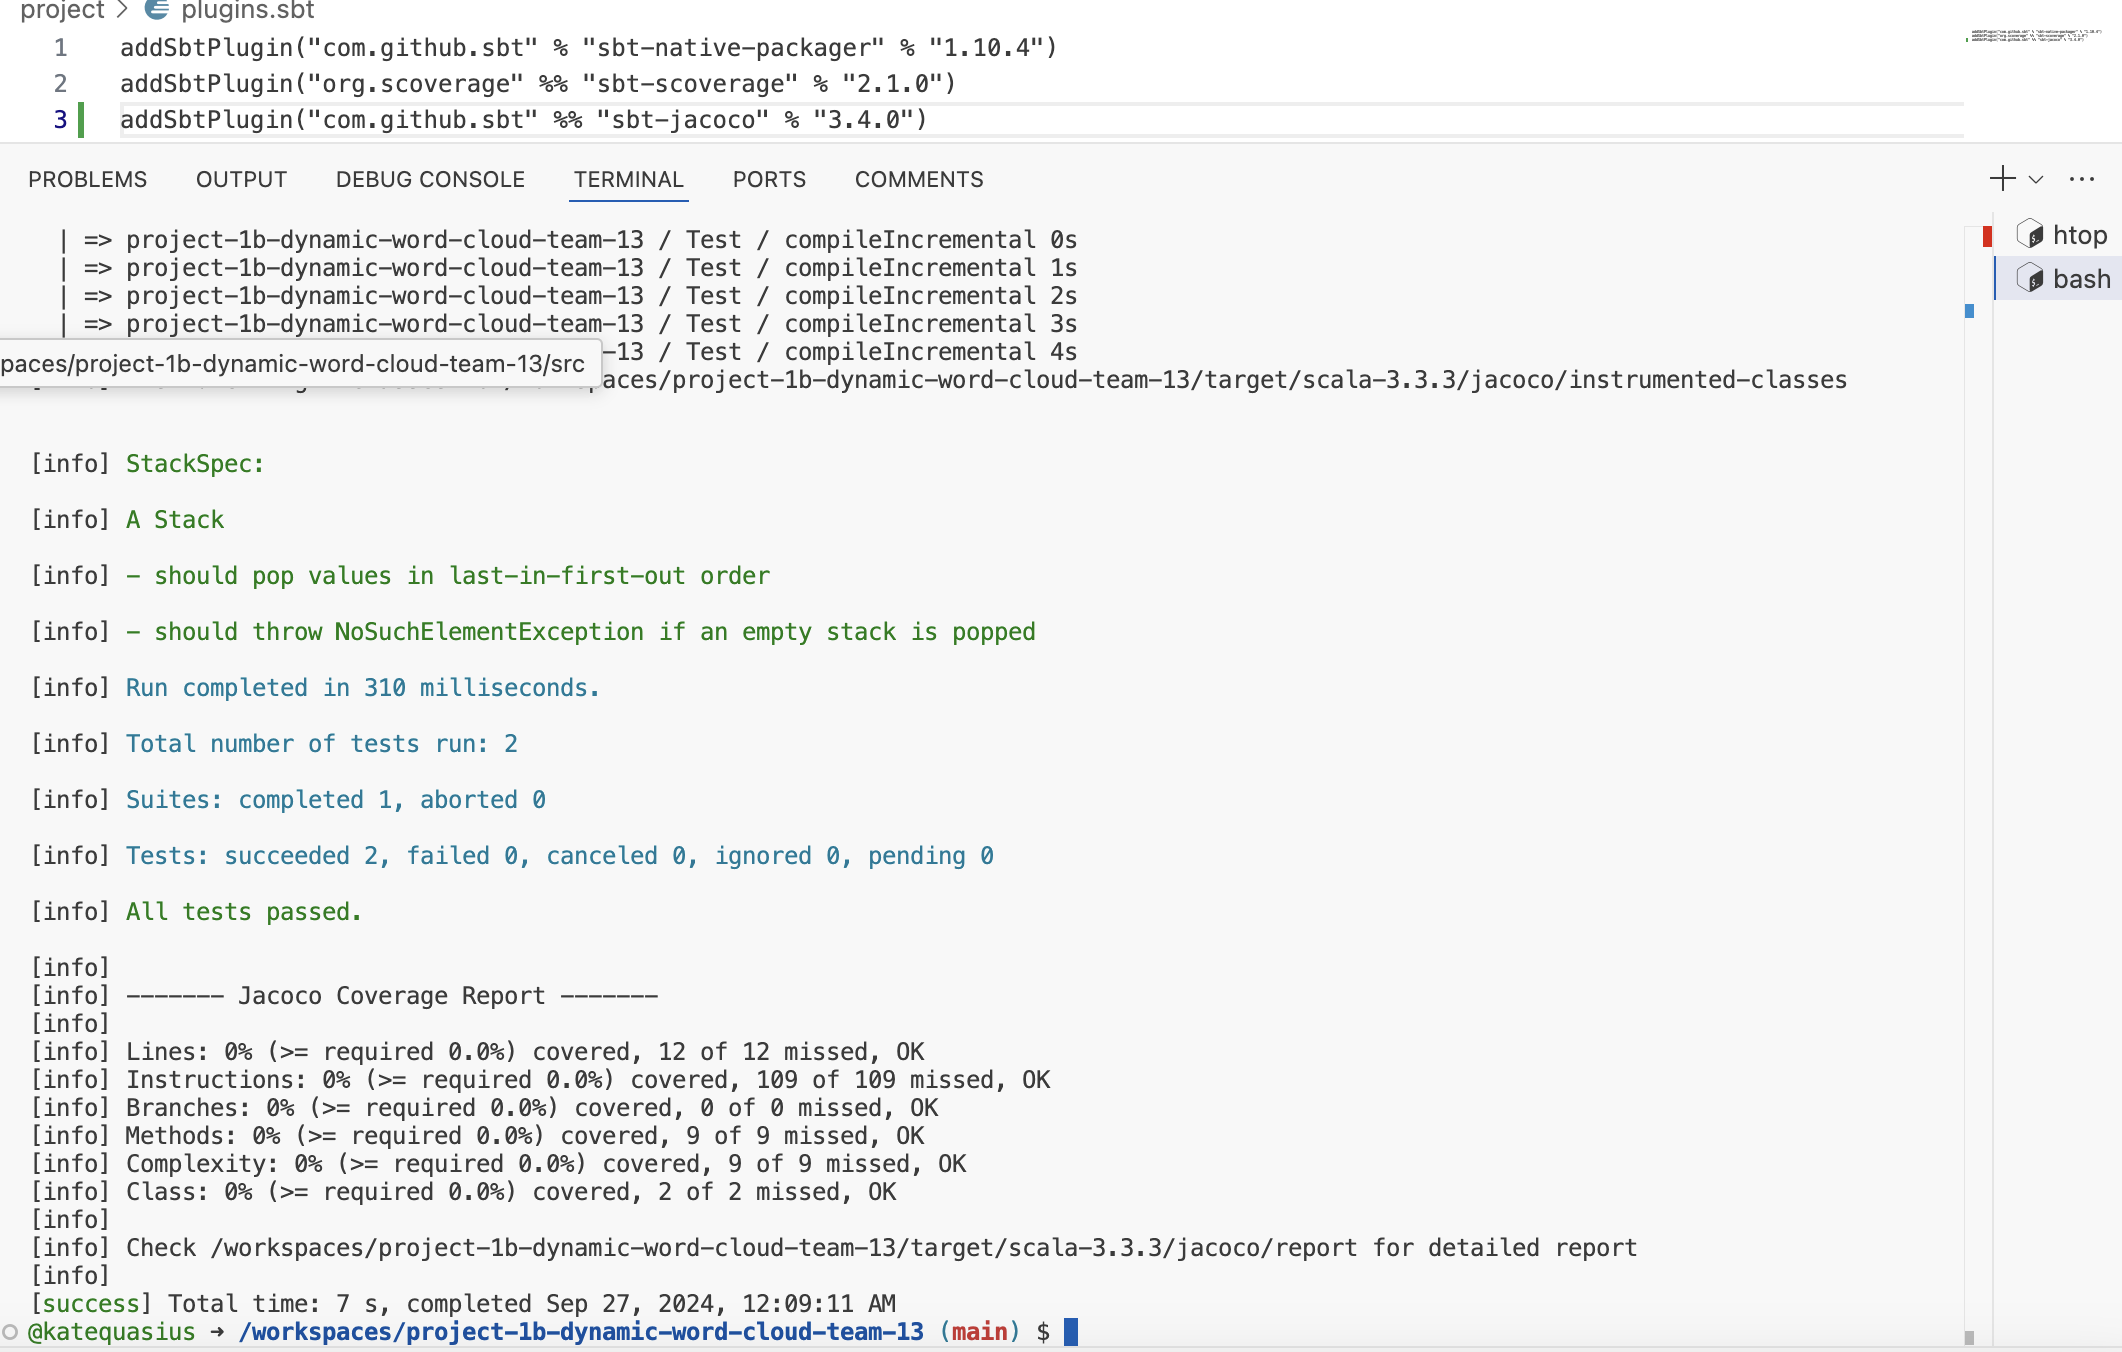 project > plugins.sbt
1 addSbtPlugin("com.github.sbt" % "sbt-native-packager" % "1.10.4")
2 addSbtPlugin("org.scoverage" %% "sbt-scoverage" % "2.1.0")
3 addSbtPlugin("com.github.sbt" %% "sbt-jacoco" % "3.4.0")
PROBLEMS OUTPUT DEBUG CONSOLE TERMINAL PORTS COMMENTS
| => project-1b-dynamic-word-cloud-team-13 / Test / compileIncremental 0s
| => project-1b-dynamic-word-cloud-team-13 / Test / compileIncremental 1s
| => project-1b-dynamic-word-cloud-team-13 / Test / compileIncremental 2s
| => project-1b-dynamic-word-cloud-team-13 / Test / compileIncremental 3s
-13 / Test / compileIncremental 4s
paces/project-1b-dynamic-word-cloud-team-13/src
paces/project-1b-dynamic-word-cloud-team-13/target/scala-3.3.3/jacoco/instrumented-classes
htop
bash
[info] StackSpec:
[info] A Stack
[info] - should pop values in last-in-first-out order
[info] - should throw NoSuchElementException if an empty stack is popped
[info] Run completed in 310 milliseconds.
[info] Total number of tests run: 2
[info] Suites: completed 1, aborted 0
[info] Tests: succeeded 2, failed 0, canceled 0, ignored 0, pending 0
[info] All tests passed.
[info]
[info] ------- Jacoco Coverage Report -------
[info]
[info] Lines: 0% (>= required 0.0%) covered, 12 of 12 missed, OK
[info] Instructions: 0% (>= required 0.0%) covered, 109 of 109 missed, OK
[info] Branches: 0% (>= required 0.0%) covered, 0 of 0 missed, OK
[info] Methods: 0% (>= required 0.0%) covered, 9 of 9 missed, OK
[info] Complexity: 0% (>= required 0.0%) covered, 9 of 9 missed, OK
[info] Class: 0% (>= required 0.0%) covered, 2 of 2 missed, OK
[info]
[info] Check /workspaces/project-1b-dynamic-word-cloud-team-13/target/scala-3.3.3/jacoco/report for detailed report
[info]
[success] Total time: 7 s, completed Sep 27, 2024, 12:09:11 AM
@katequasius → /workspaces/project-1b-dynamic-word-cloud-team-13 (main) $